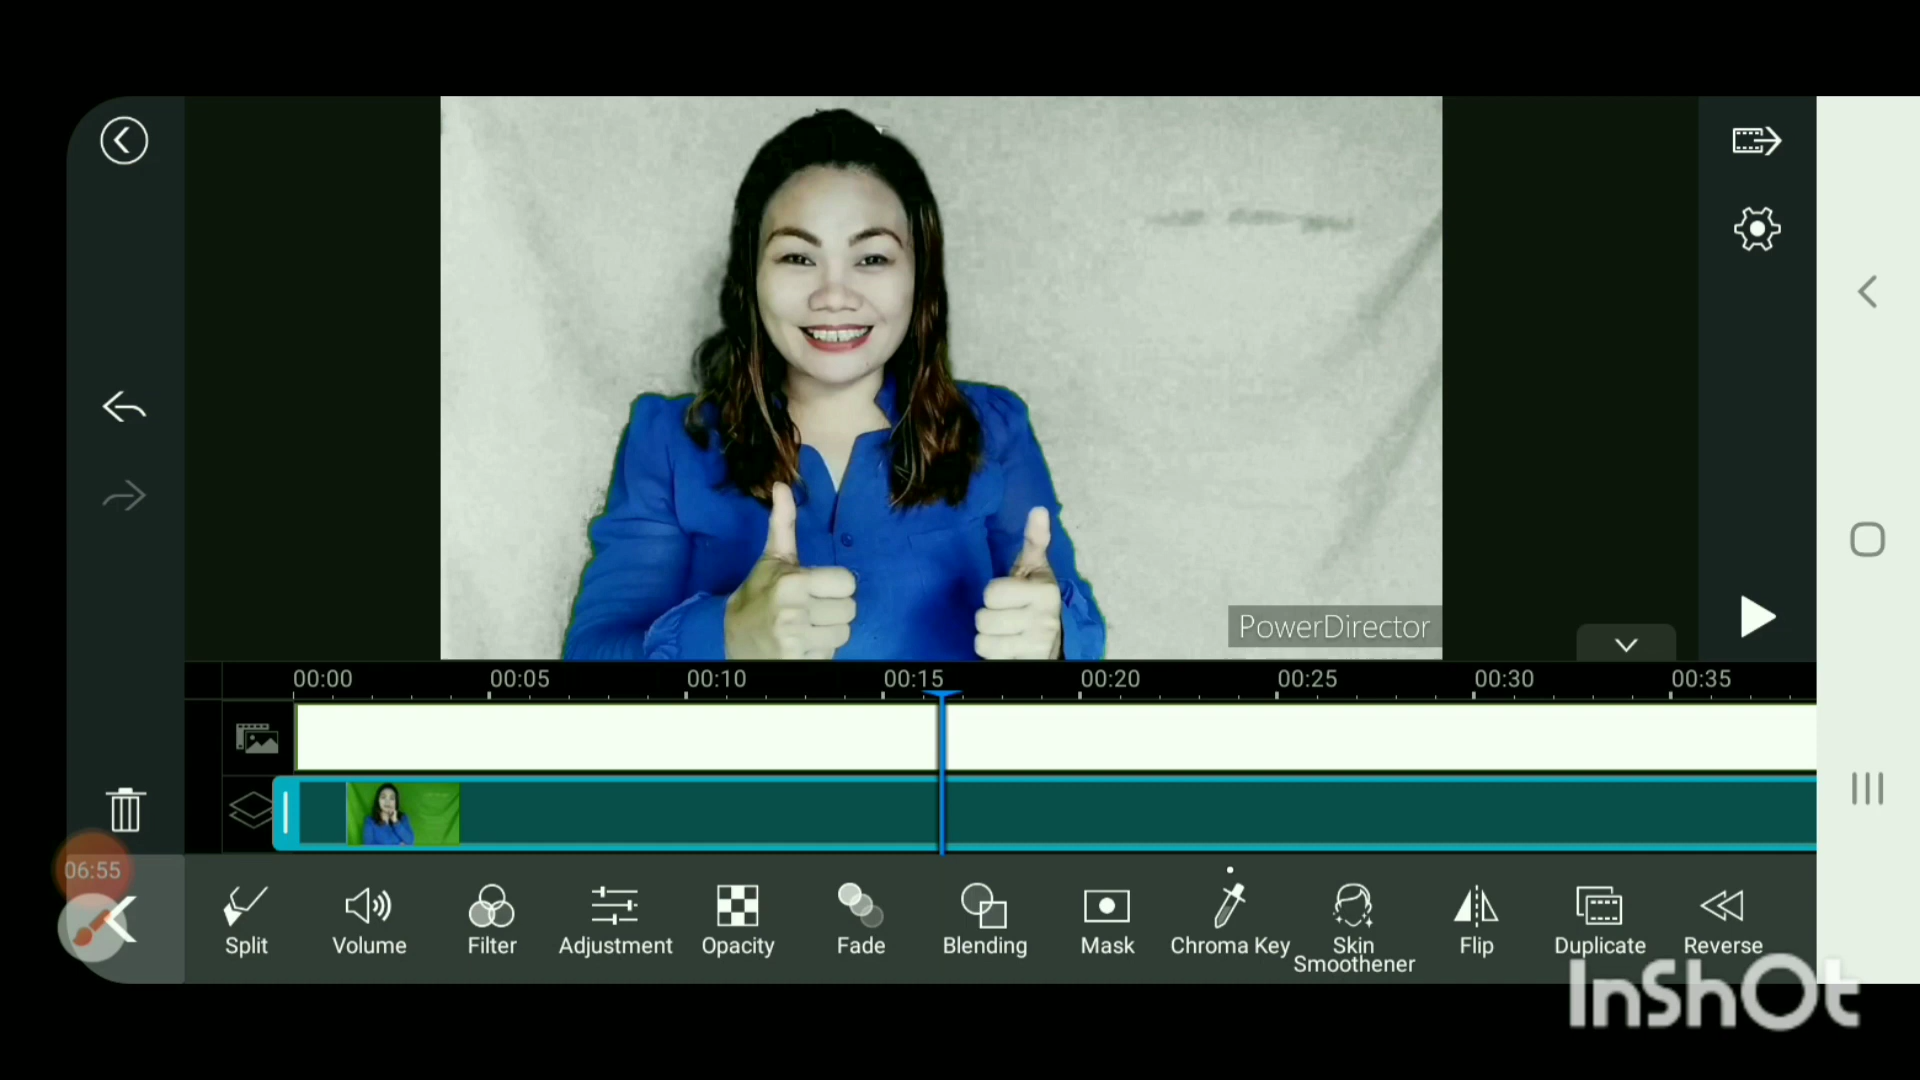 PowerDirector
00:00 00:05 00:10 00:15 00:20 00:25 00:30 00:35
06:55
Split Volume Filter Adjustment Opacity Fade Blending Mask Chroma Key Skin Smoothener Flip Duplicate Reverse
InShOt